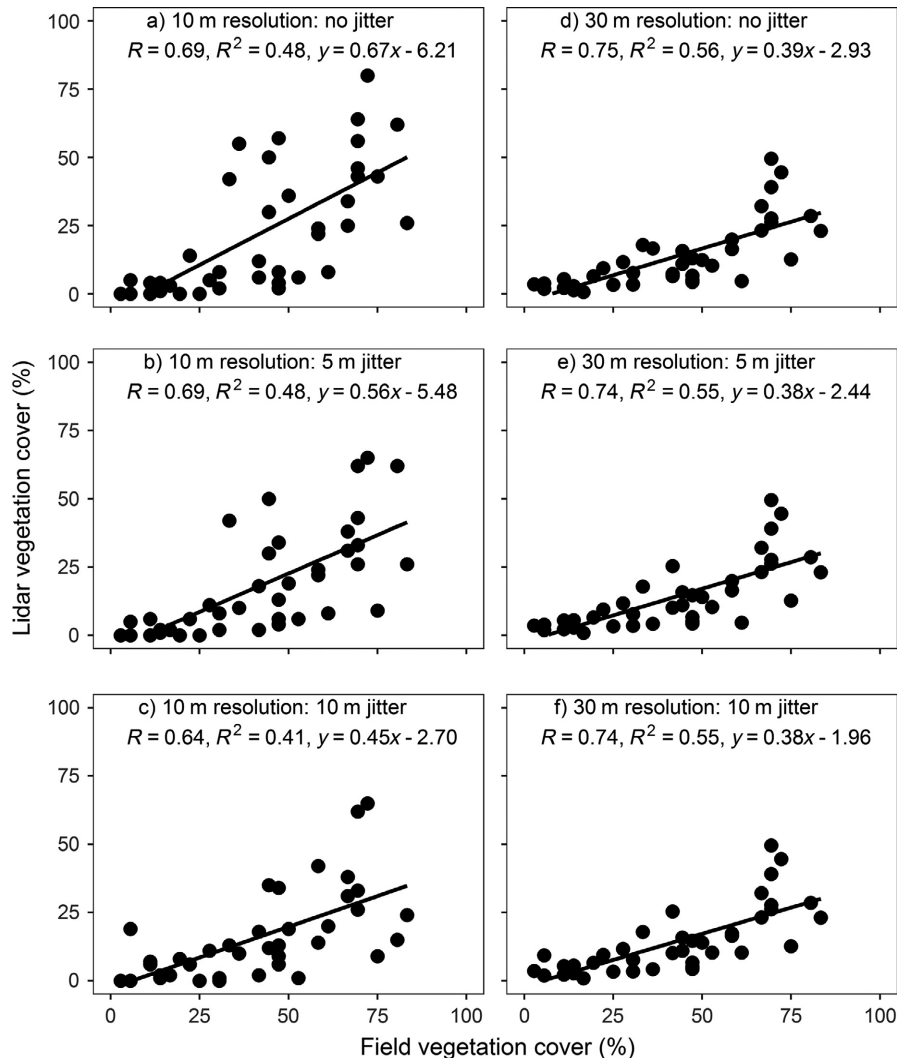 a) 10 m resolution: no jitter
R = 0.69, R² = 0.48, y = 0.67x - 6.21
100
75
50
25
0
d) 30 m resolution: no jitter
R = 0.75, R² = 0.56, y = 0.39x - 2.93
b) 10 m resolution: 5 m jitter
R = 0.69, R² = 0.48, y = 0.56x - 5.48
100
75
50
25
0
e) 30 m resolution: 5 m jitter
R = 0.74, R² = 0.55, y = 0.38x - 2.44
c) 10 m resolution: 10 m jitter
R = 0.64, R² = 0.41, y = 0.45x - 2.70
100
75
50
25
0
f) 30 m resolution: 10 m jitter
R = 0.74, R² = 0.55, y = 0.38x - 1.96
0 25 50 75 100
0 25 50 75 100
Lidar vegetation cover (%)
Field vegetation cover (%)